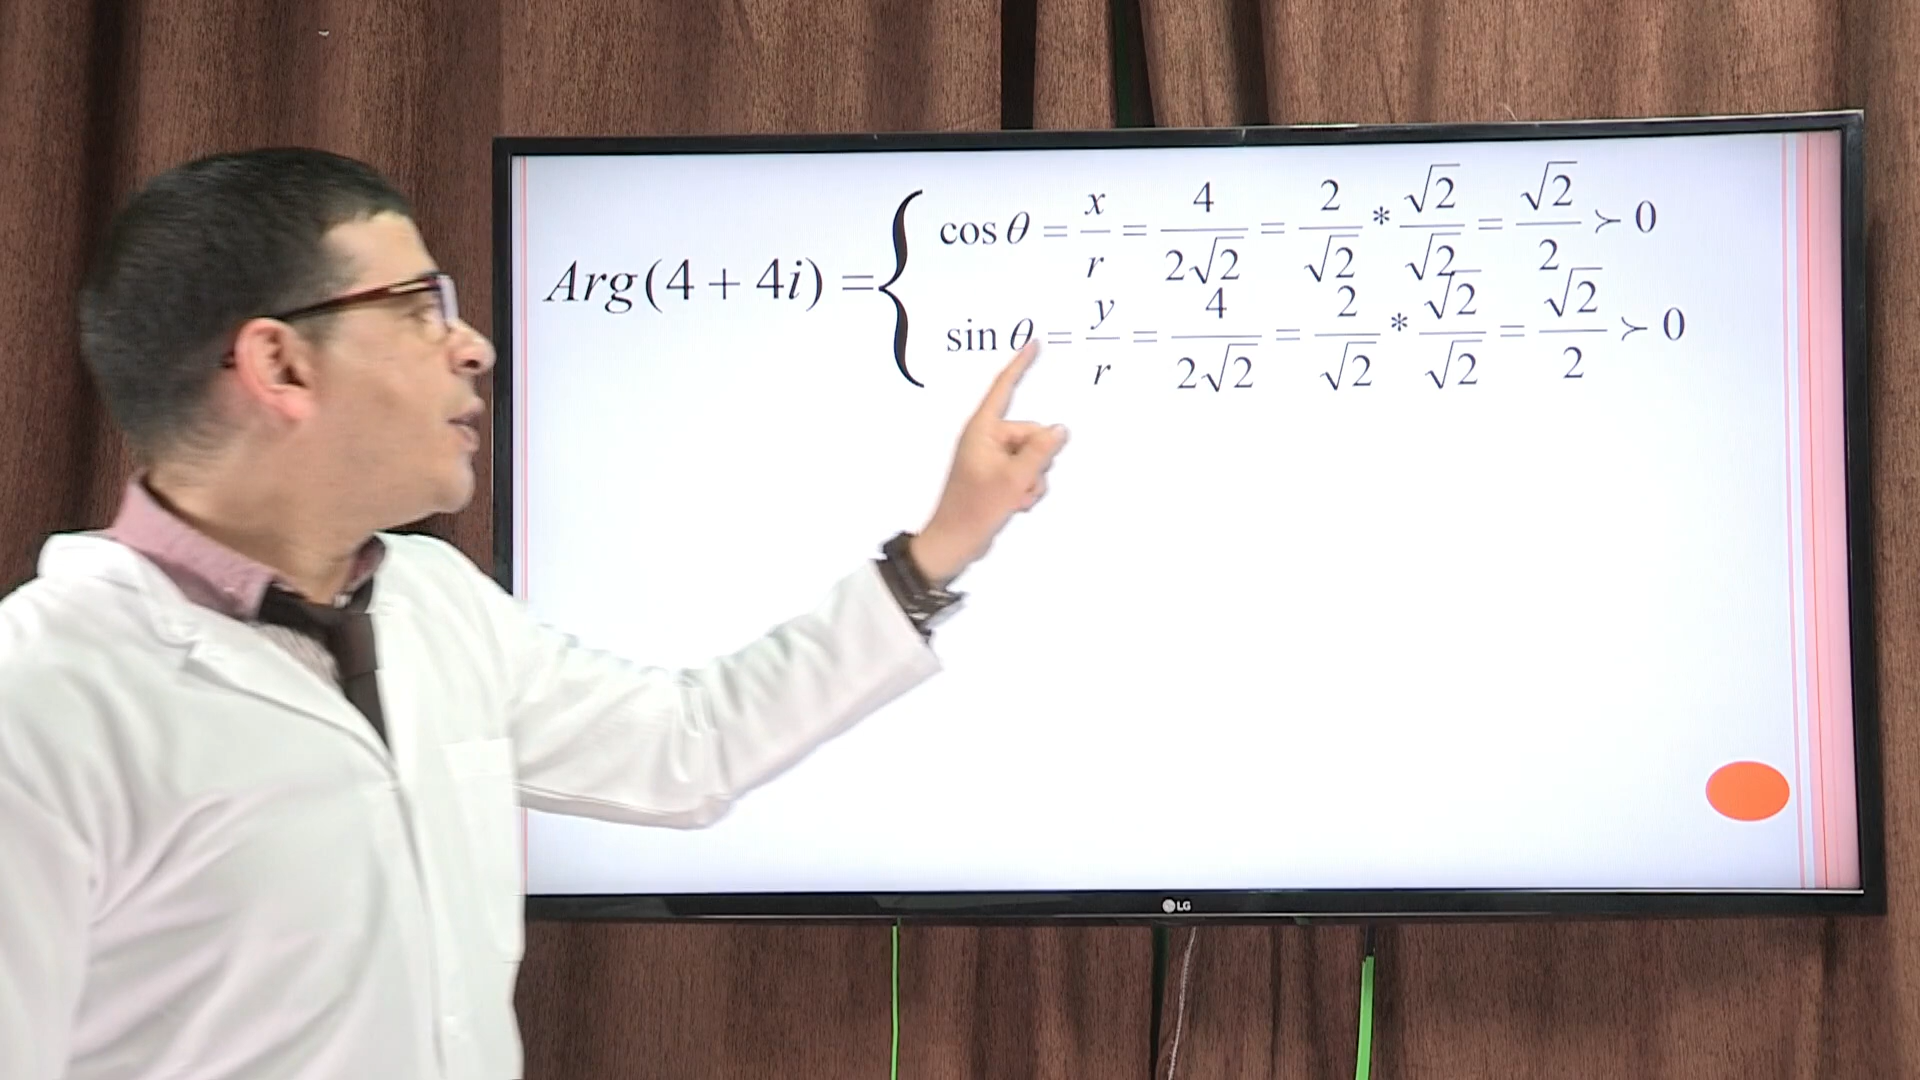 Arg(4 + 4i) = { cos θ = x/r = 4/2√2 = 2/√2 * √2/√2 = √2/2 ≻ 0
sin θ = y/r = 4/2√2 = 2/√2 * √2/√2 = √2/2 ≻ 0
LG